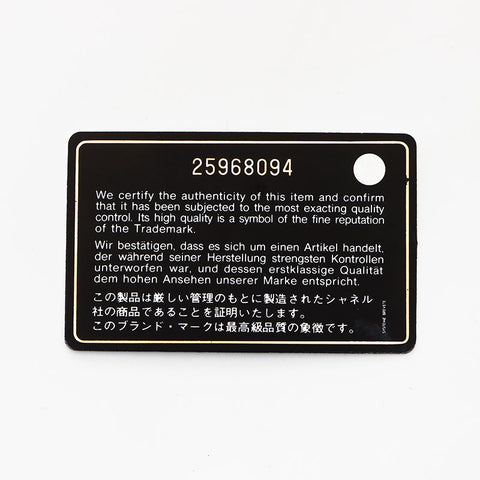 25968094
We certify the authenticity of this item and confirm
that it has been subjected to the most exacting quality
control. Its high quality is a symbol of the fine reputation
of the Trademark.
Wir bestätigen, dass es sich um einen Artikel handelt,
der während seiner Herstellung strengsten Kontrollen
unterworfen war, und dessen erstklassige Qualität
dem hohen Ansehen unserer Marke entspricht.
この製品は厳しい管理のもとに製造されたシャネル
社の商品であることを証明いたします。
このブランド・マークは最高級品質の象徴です。